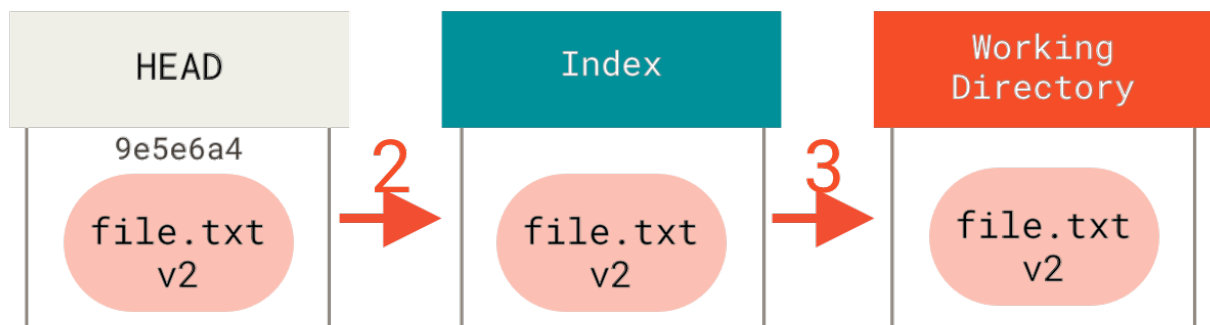 HEAD
Index
Working
Directory
9e5e6a4
2
3
file.txt
v2
file.txt
v2
file.txt
v2